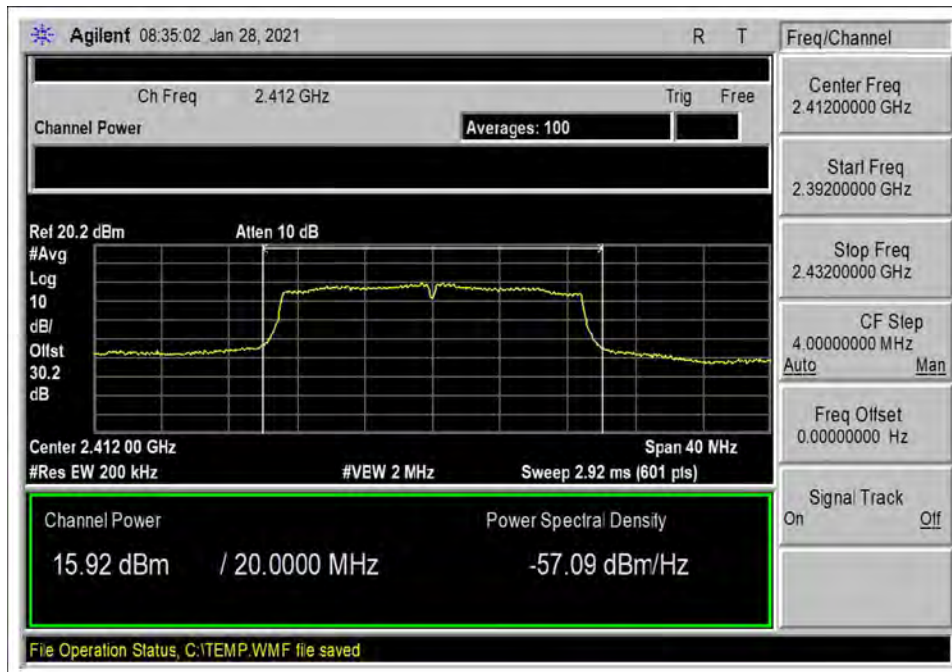 Agilent 08:35:02 Jan 28, 2021 R T
Freq/Channel
Ch Freq 2.412 GHz Trig Free
Channel Power Averages: 100
Center Freq
2.41200000 GHz
Start Freq
2.39200000 GHz
Stop Freq
2.43200000 GHz
CF Step
4.00000000 MHz
Auto Man
Freq Offset
0.00000000 Hz
Signal Track
On Off
Ref 20.2 dBm Atten 10 dB
#Avg
Log
10
dB/
Offst
30.2
dB
Center 2.412 00 GHz Span 40 MHz
#Res BW 200 kHz #VBW 2 MHz Sweep 2.92 ms (601 pts)
Channel Power Power Spectral Density
15.92 dBm / 20.0000 MHz -57.09 dBm/Hz
File Operation Status, C:\TEMP.WMF file saved